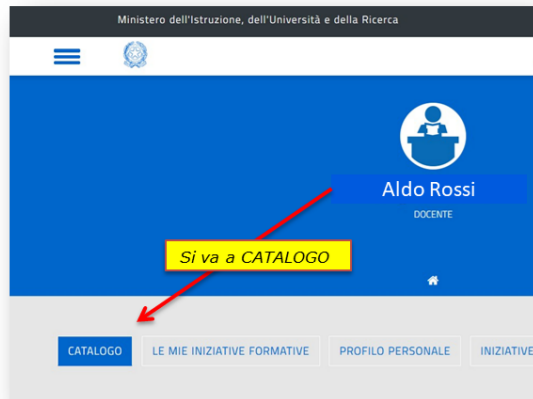 Ministero dell'Istruzione, dell'Università e della Ricerca
Aldo Rossi
DOCENTE
Si va a CATALOGO
CATALOGO LE MIE INIZIATIVE FORMATIVE PROFILO PERSONALE INIZIATIVE